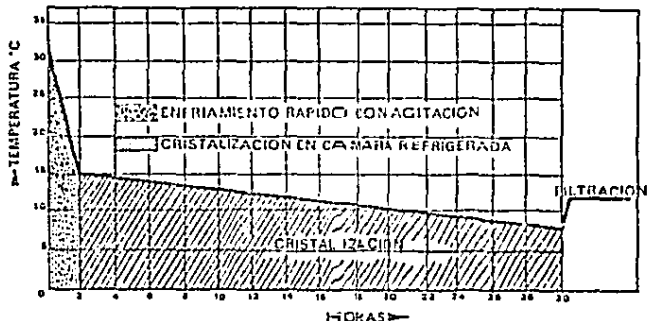 TEMPERATURA °C
35
30
25
20
15
10
5
0
ENFRIAMIENTO RAPIDO CON AGITACION
CRISTALIZACION EN CAMARA REFRIGERADA
FILTRACION
CRISTALIZACION
2 4 6 8 10 12 14 16 18 20 22 24 26 28 30
HORAS